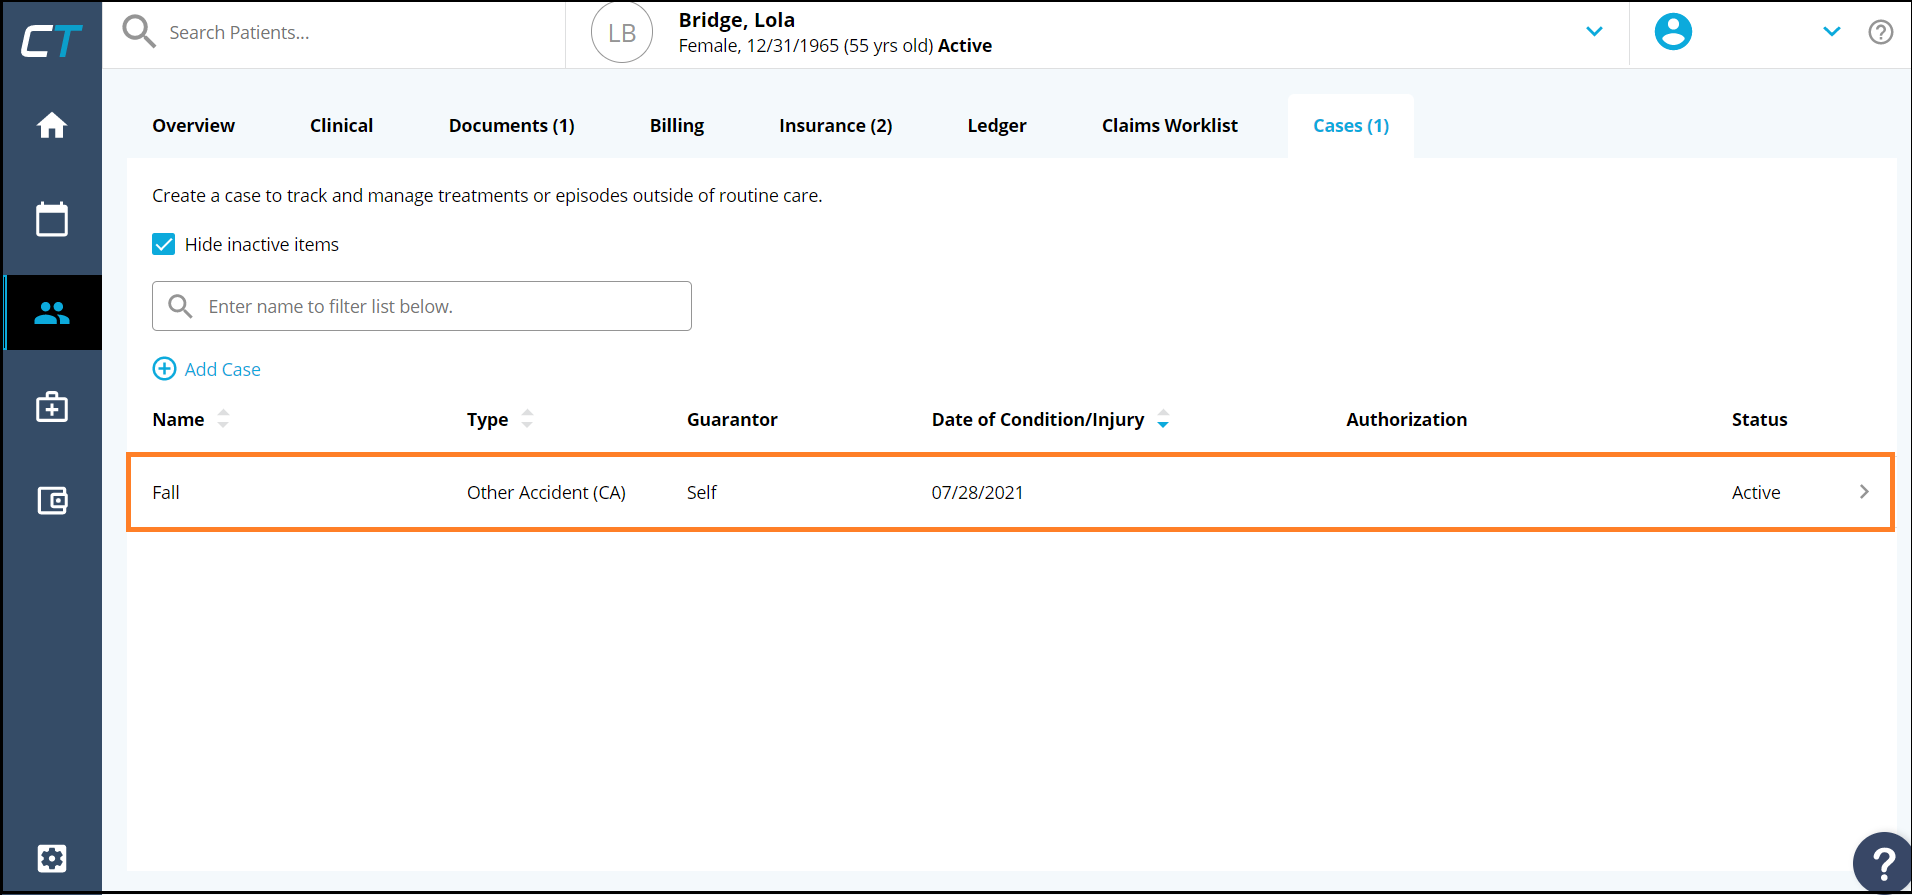 CT
Search Patients...
LB
Bridge, Lola
Female, 12/31/1965 (55 yrs old) Active
?
Overview Clinical Documents (1) Billing Insurance (2) Ledger Claims Worklist Cases (1)
Create a case to track and manage treatments or episodes outside of routine care.
Hide inactive items
Enter name to filter list below.
Add Case
Name Type Guarantor Date of Condition/Injury Authorization Status
Fall Other Accident (CA) Self 07/28/2021 Active
?